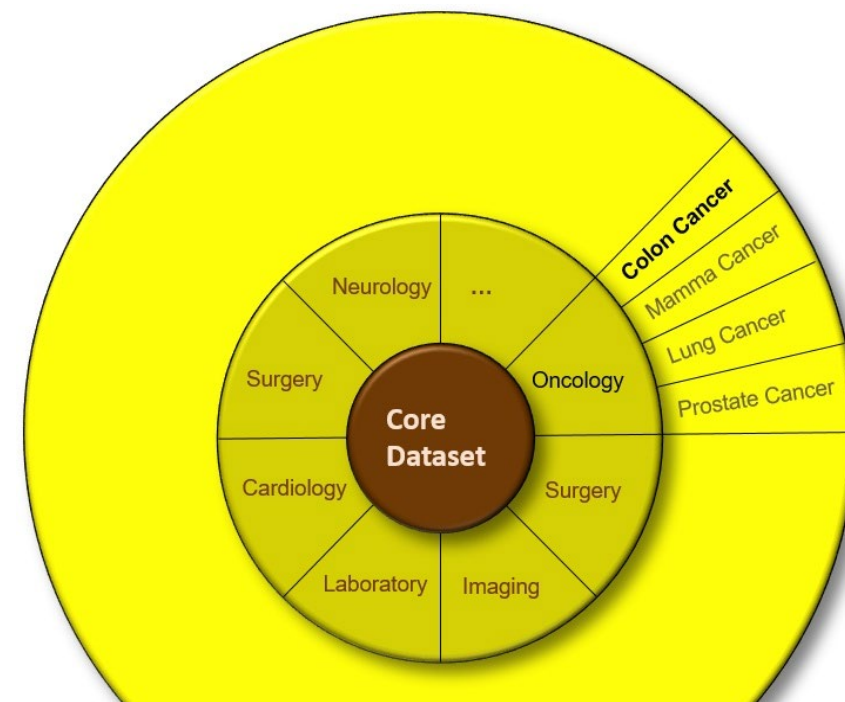 Colon Cancer
Mamma Cancer
Neurology
...
Lung Cancer
Surgery
Oncology
Prostate Cancer
Core
Dataset
Cardiology
Surgery
Laboratory
Imaging